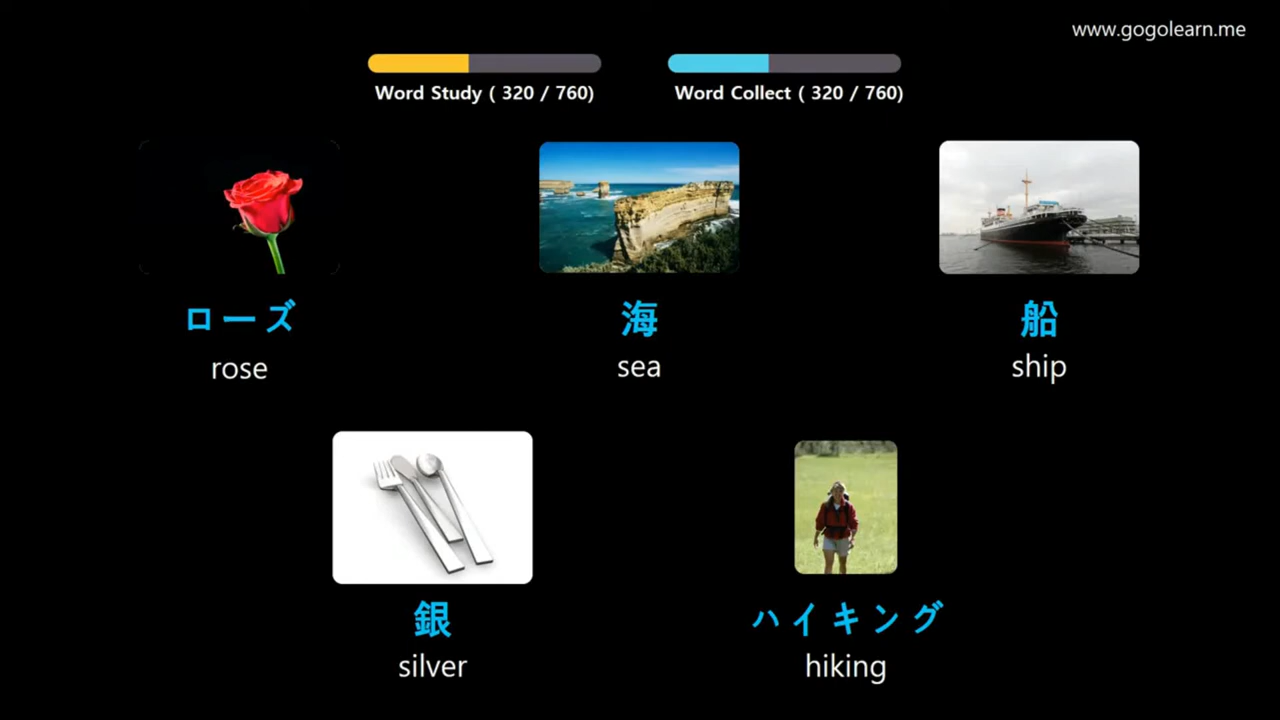 www.gogolearn.me
Word Study ( 320 / 760)
Word Collect ( 320 / 760)
ローズ
rose
海
sea
船
ship
銀
silver
ハイキング
hiking